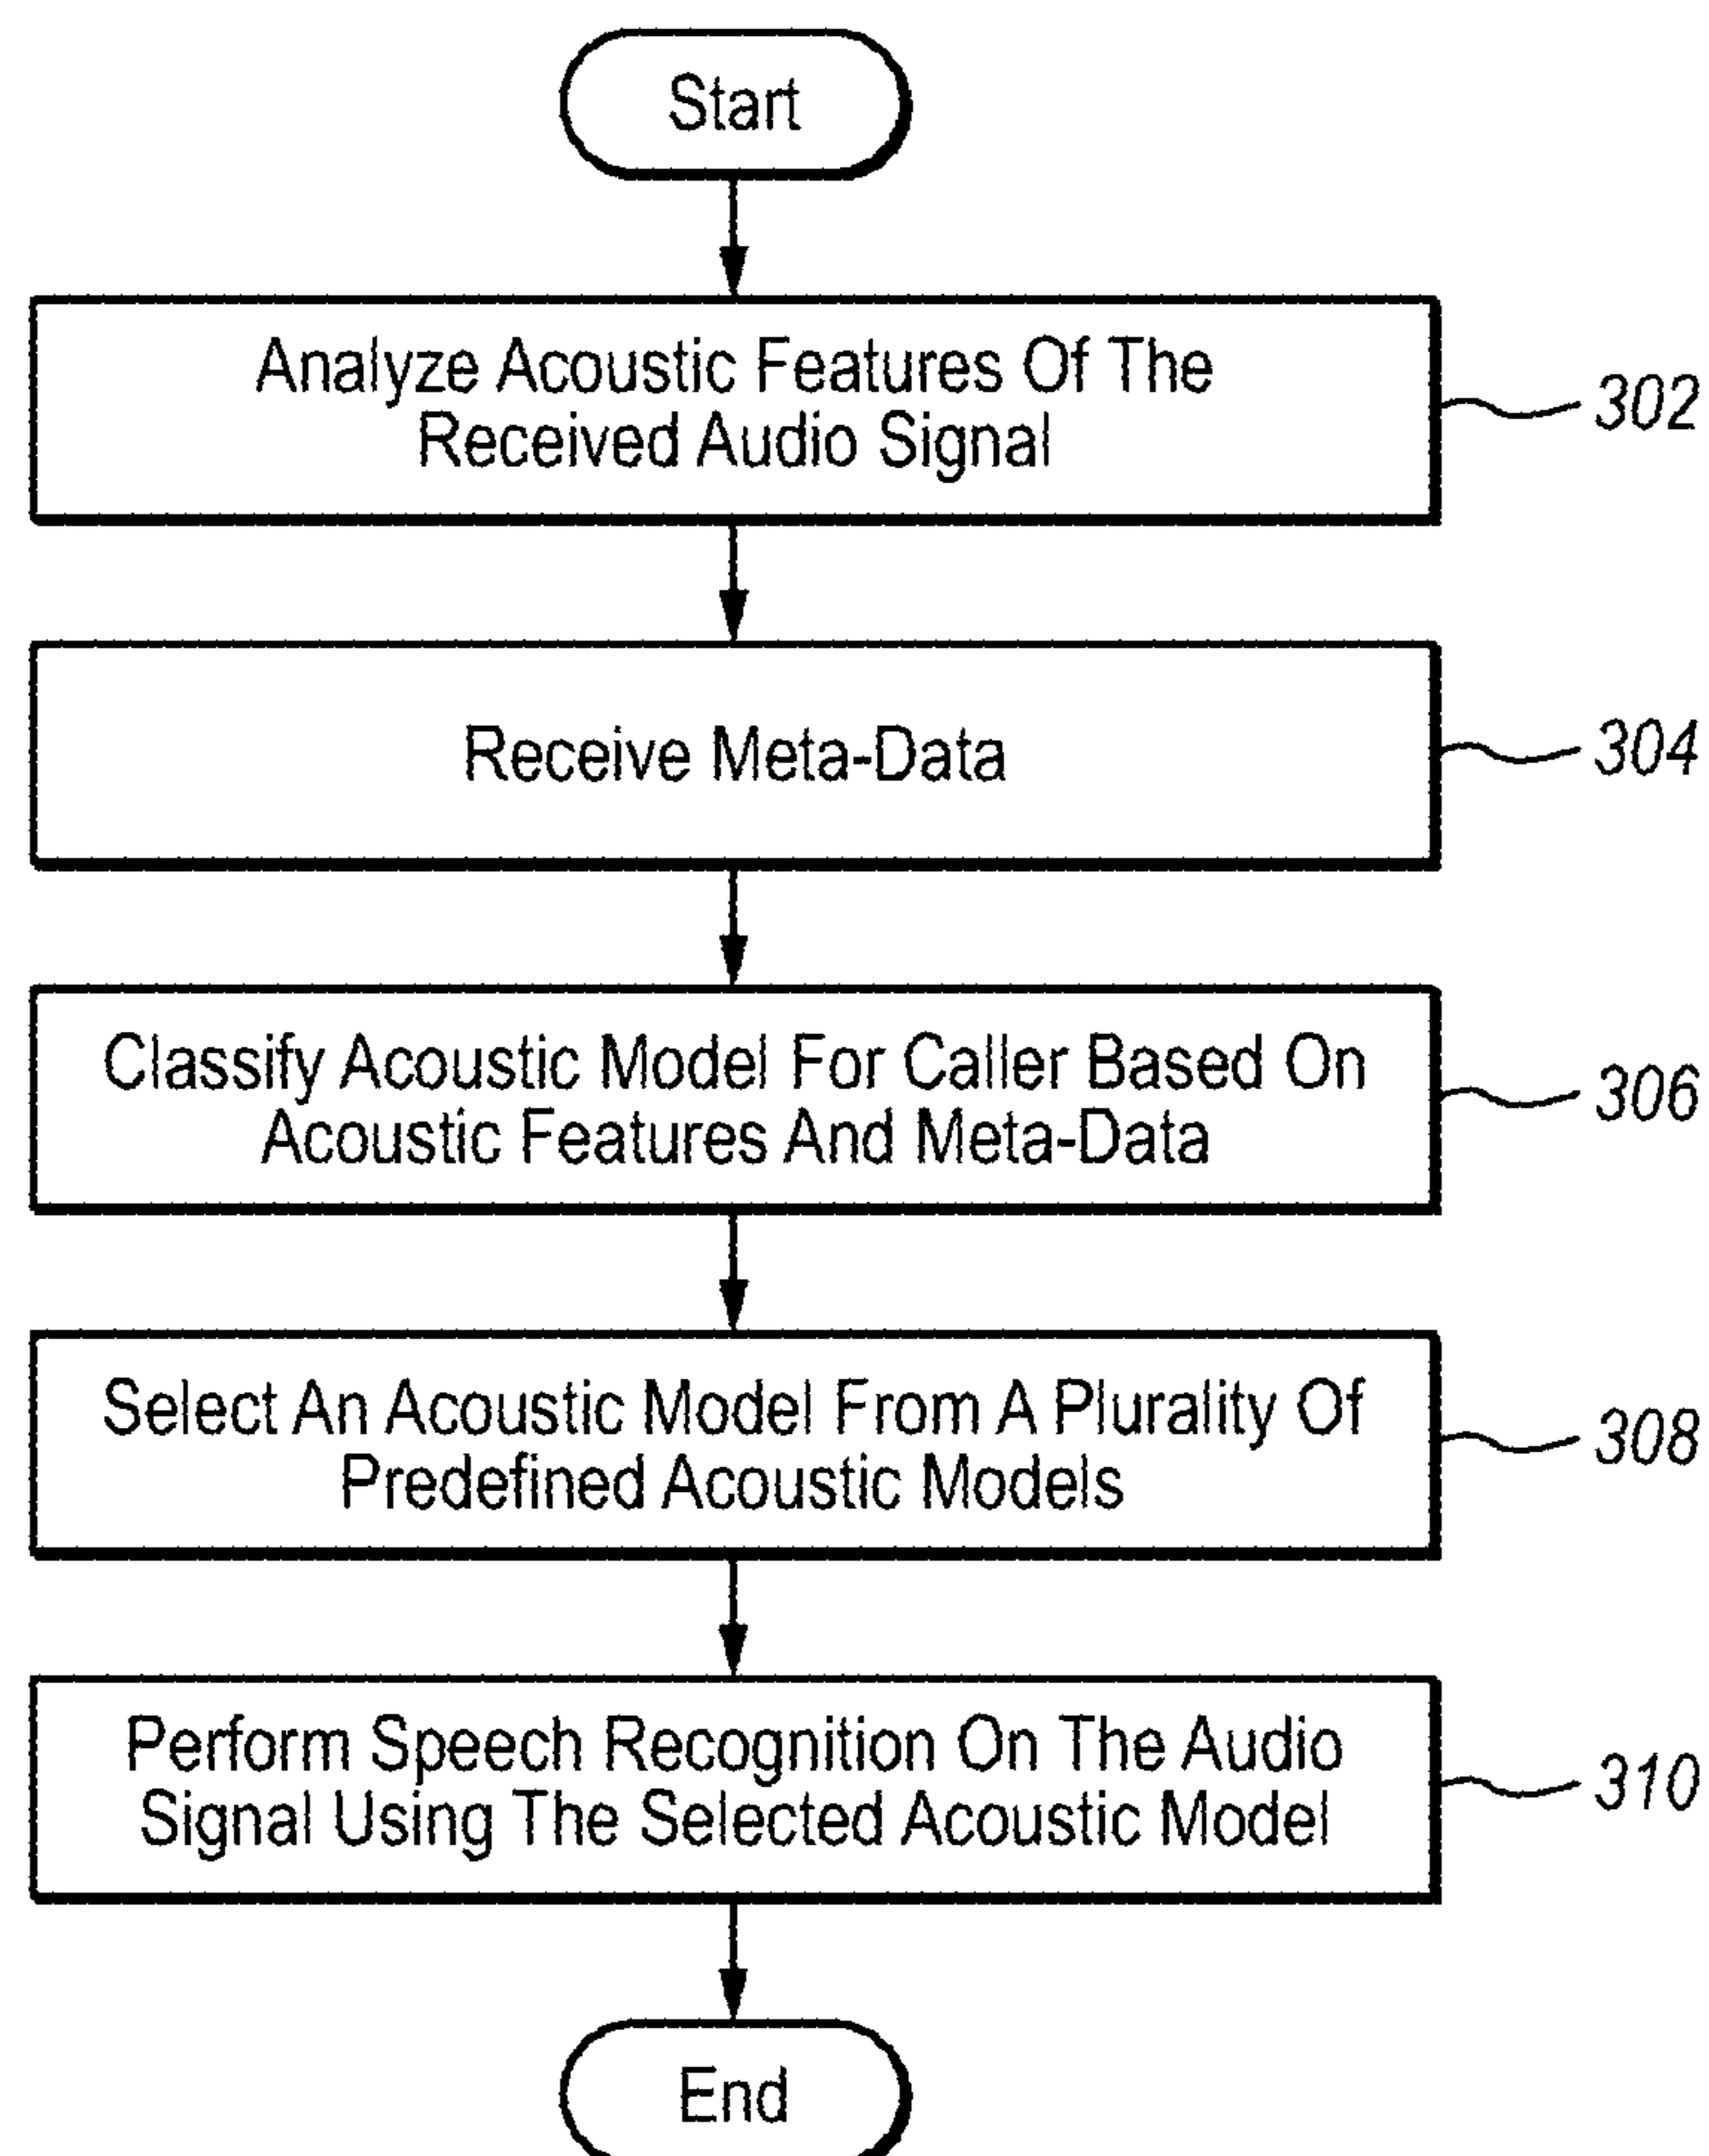 Start
Analyze Acoustic Features Of The
Received Audio Signal
302
Receive Meta-Data
304
Classify Acoustic Model For Caller Based On
Acoustic Features And Meta-Data
306
Select An Acoustic Model From A Plurality Of
Predefined Acoustic Models
308
Perform Speech Recognition On The Audio
Signal Using The Selected Acoustic Model
310
End